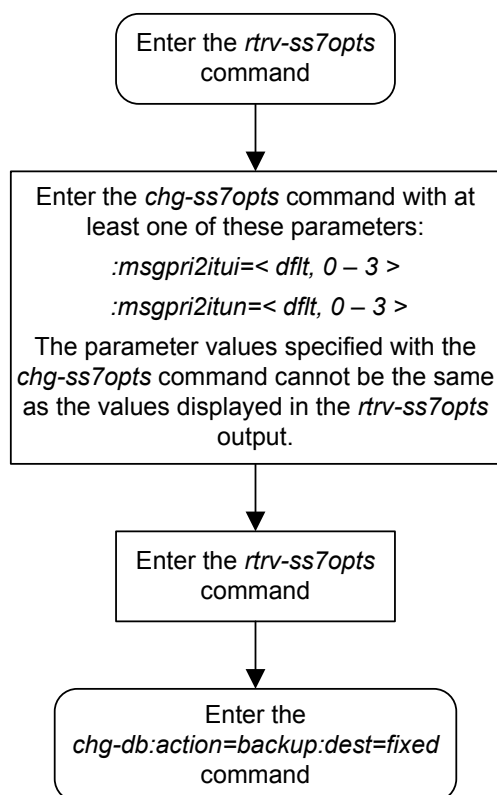 Enter the rtrv-ss7opts
command
Enter the chg-ss7opts command with at
least one of these parameters:
:msgpri2itui=< dflt, 0 – 3 >
:msgpri2itun=< dflt, 0 – 3 >
The parameter values specified with the
chg-ss7opts command cannot be the same
as the values displayed in the rtrv-ss7opts
output.
Enter the rtrv-ss7opts
command
Enter the
chg-db:action=backup:dest=fixed
command